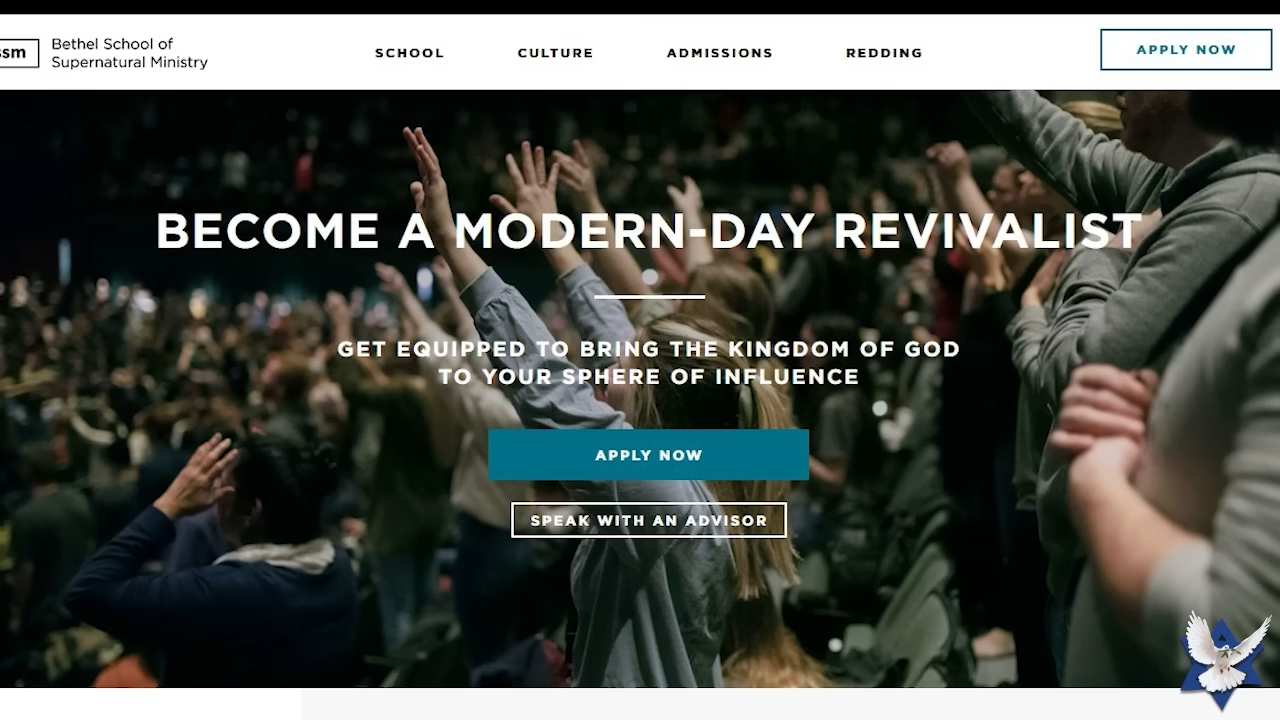 ssm
Bethel School of
Supernatural Ministry
SCHOOL
CULTURE
ADMISSIONS
REDDING
APPLY NOW
BECOME A MODERN-DAY REVIVALIST
GET EQUIPPED TO BRING THE KINGDOM OF GOD
TO YOUR SPHERE OF INFLUENCE
APPLY NOW
SPEAK WITH AN ADVISOR